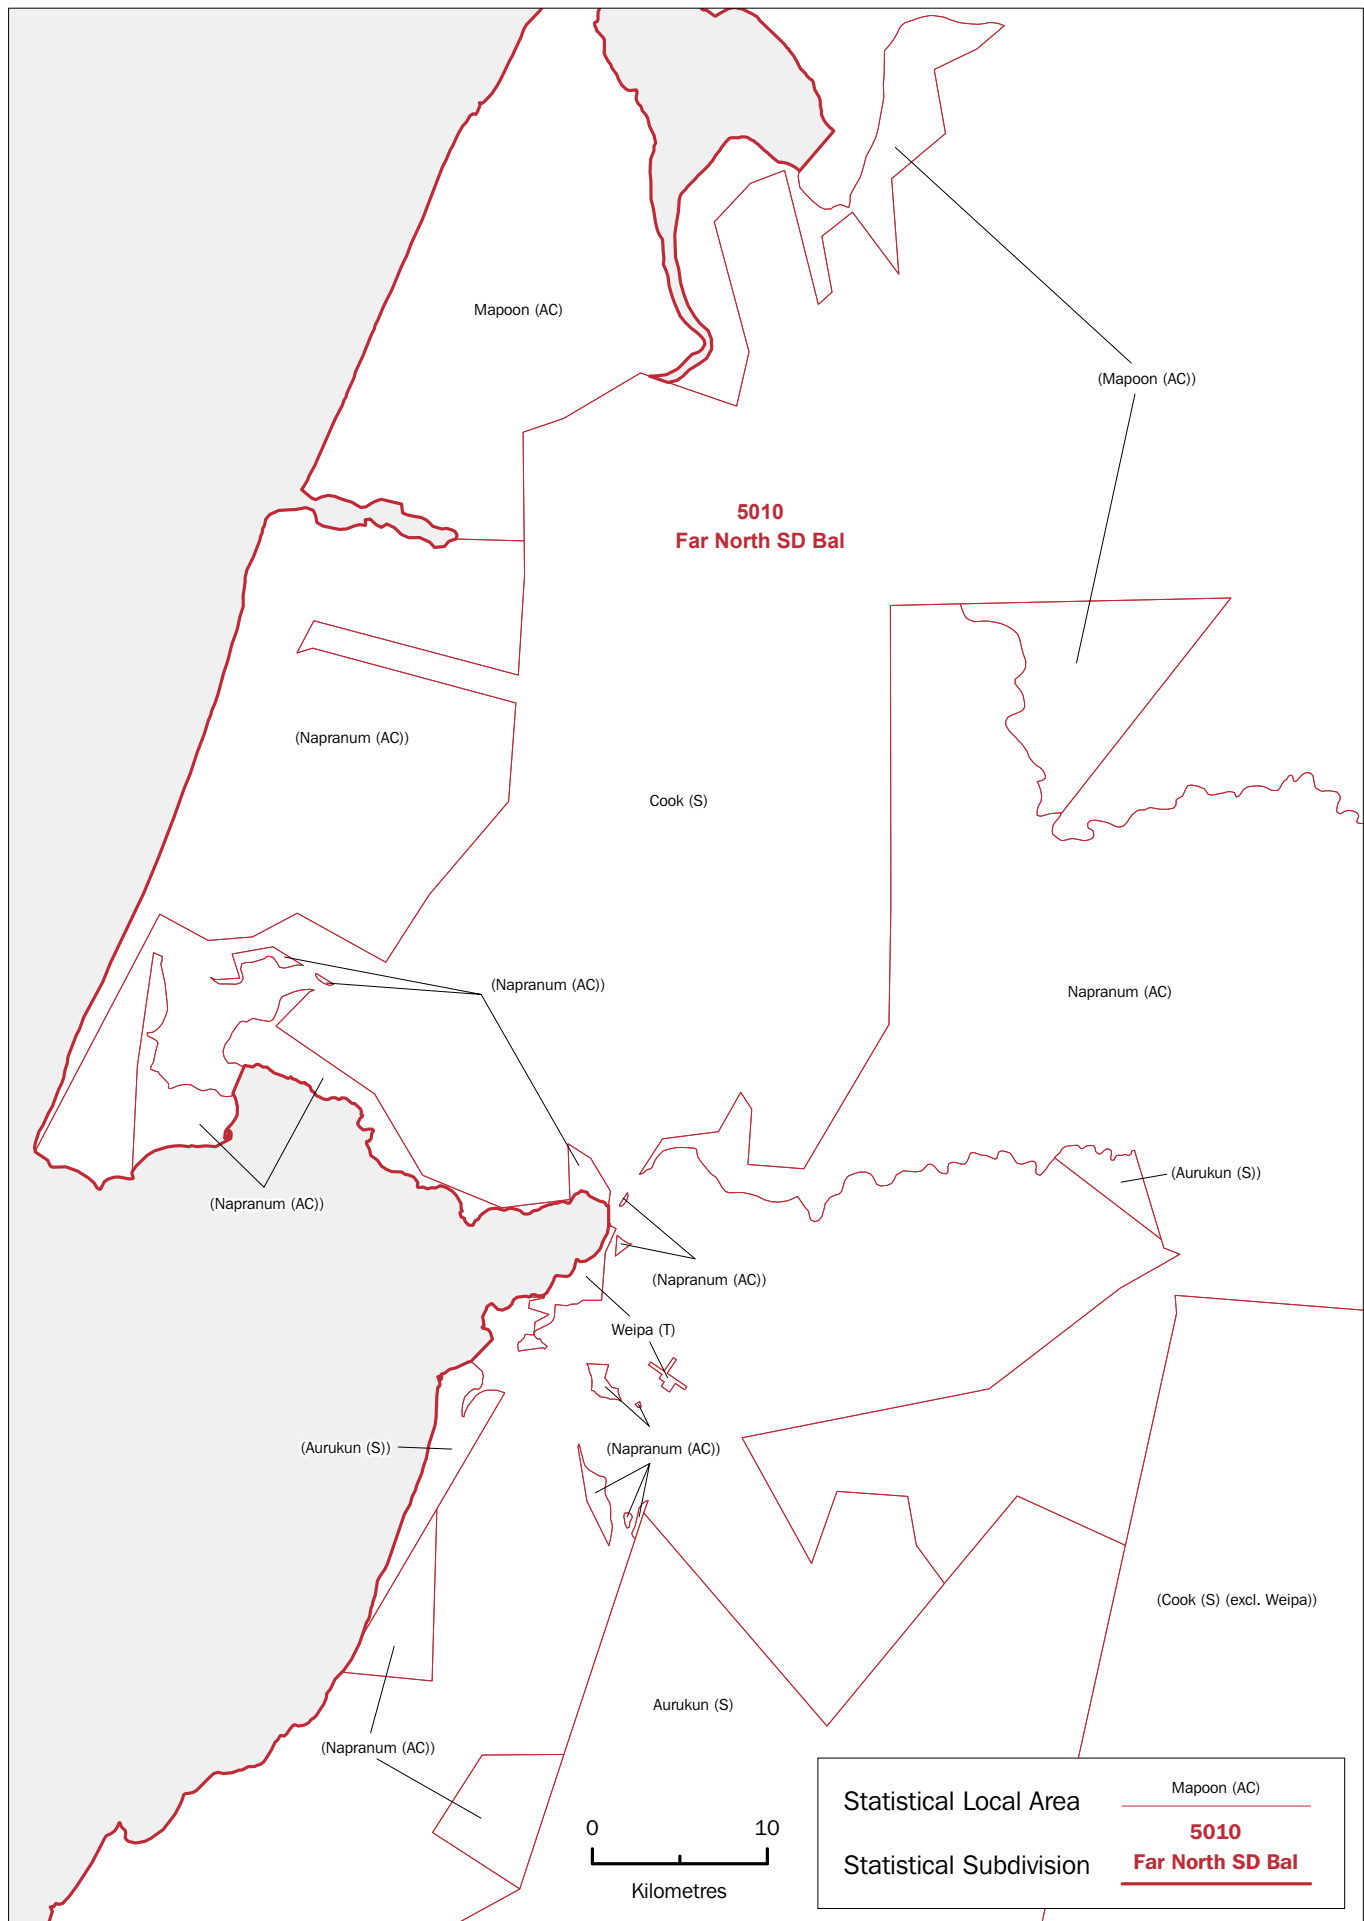 Mapoon (AC)
(Mapoon (AC))
5010
Far North SD Bal
(Napranum (AC))
Cook (S)
(Napranum (AC))
Napranum (AC)
(Aurukun (S))
(Napranum (AC))
(Napranum (AC))
Weipa (T)
(Aurukun (S))
(Napranum (AC))
(Cook (S) (excl. Weipa))
Aurukun (S)
(Napranum (AC))
0 10
Kilometres
Statistical Local Area
Mapoon (AC)
Statistical Subdivision
5010
Far North SD Bal